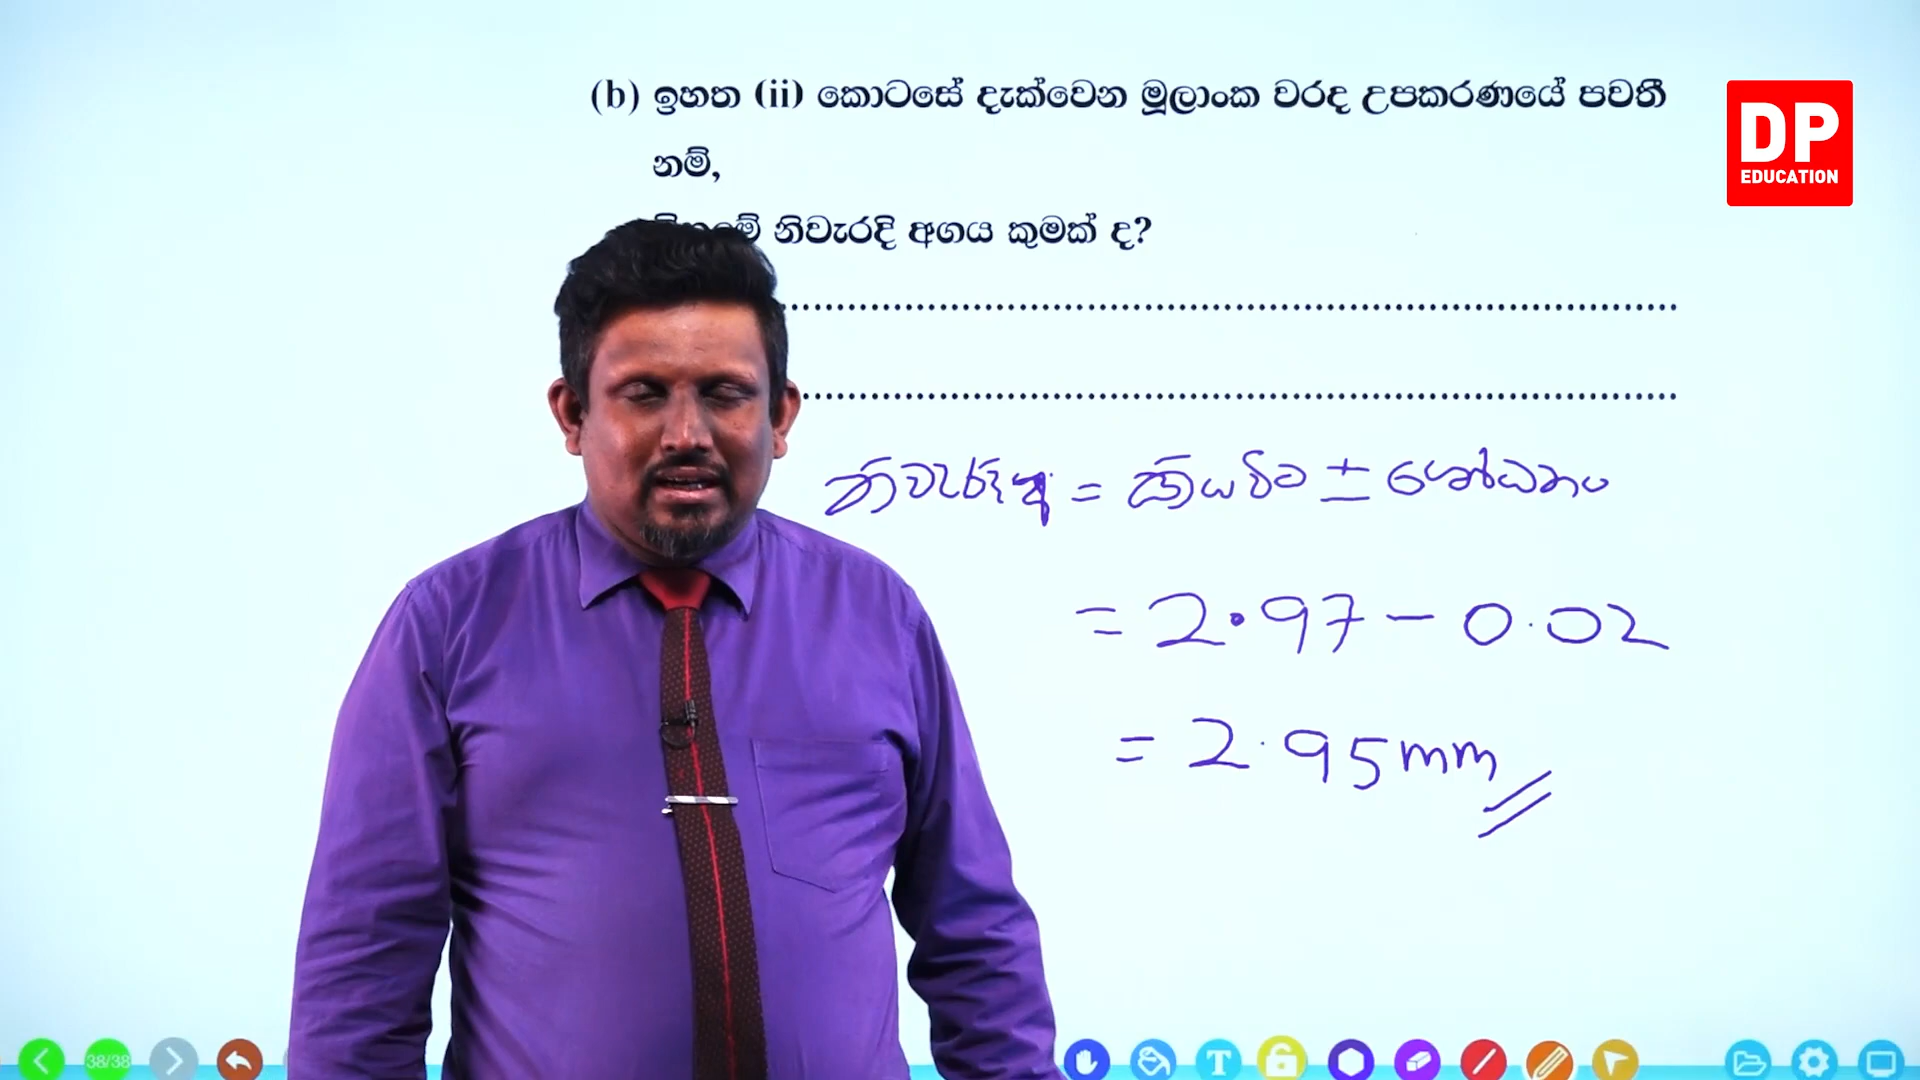 (b) ඉහත (ii) කොටසේ දැක්වෙන මූලාංක වරද උපකරණයේ පවතී
නම්,
නිවැරදි අගය කුමක් ද?
DP
EDUCATION
නිවැරදි අ = කියවීම ± ශෝධනය
= 2.97 - 0.02
= 2.95mm
38/38